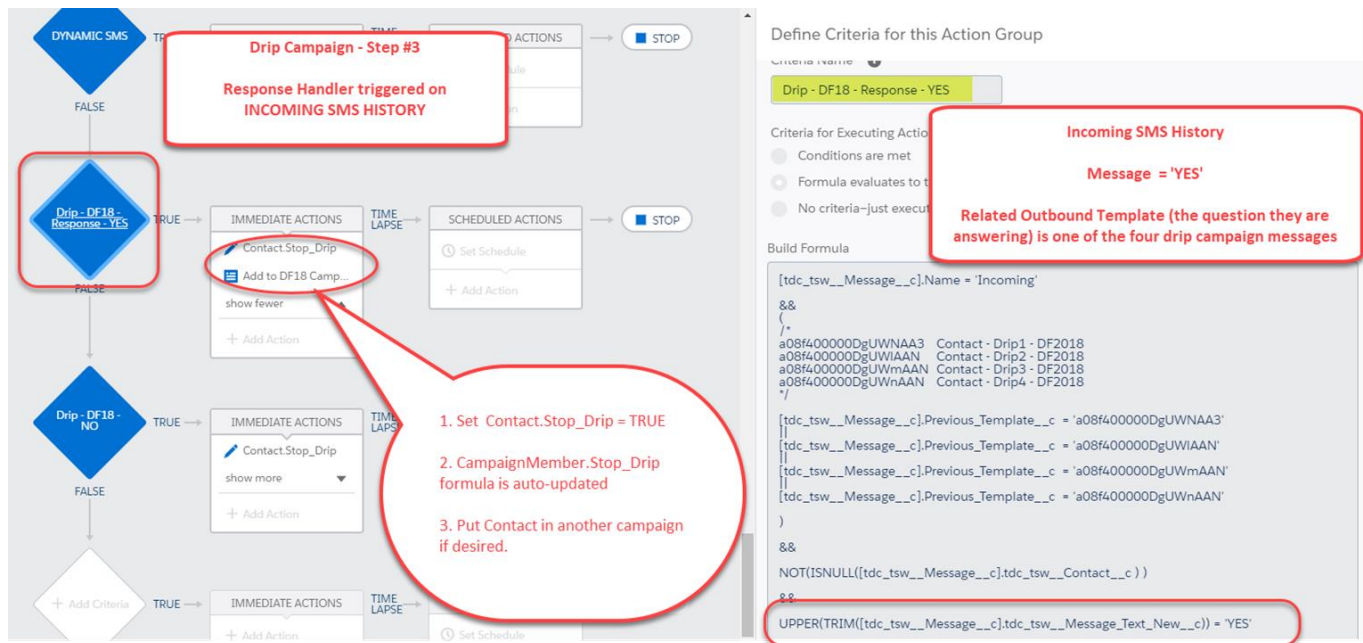 DYNAMIC SMS
TIME
ACTIONS
STOP
FALSE
Drip Campaign - Step #3
Response Handler triggered on
INCOMING SMS HISTORY
Drip - DF18 -
Response - YES
TRUE
IMMEDIATE ACTIONS
TIME
LAPSE
SCHEDULED ACTIONS
STOP
Contact.Stop_Drip
Add to DF18 Camp...
show fewer
+ Add Action
Set Schedule
+ Add Action
FALSE
Drip - DF18 -
NO
TRUE
IMMEDIATE ACTIONS
TIME
LAPSE
Contact.Stop_Drip
show more
+ Add Action
FALSE
1. Set Contact.Stop_Drip = TRUE
2. CampaignMember.Stop_Drip
formula is auto-updated
3. Put Contact in another campaign
if desired.
+ Add Criteria
TRUE
IMMEDIATE ACTIONS
TIME
LAPSE
+ Add Action
Set Schedule
Define Criteria for this Action Group
Criteria Name
Drip - DF18 - Response - YES
Criteria for Executing Actio
Conditions are met
Formula evaluates to t
No criteria—just execut
Incoming SMS History
Message = 'YES'
Related Outbound Template (the question they are
answering) is one of the four drip campaign messages
Build Formula
[tdc_tsw__Message__c].Name = 'Incoming'
&&
(
/*
a08f400000DgUWNAA3 Contact - Drip1 - DF2018
a08f400000DgUWIAAN Contact - Drip2 - DF2018
a08f400000DgUWmAAN Contact - Drip3 - DF2018
a08f400000DgUWnAAN Contact - Drip4 - DF2018
*/
[tdc_tsw__Message__c].Previous_Template__c = 'a08f400000DgUWNAA3'
||
[tdc_tsw__Message__c].Previous_Template__c = 'a08f400000DgUWIAAN'
||
[tdc_tsw__Message__c].Previous_Template__c = 'a08f400000DgUWmAAN'
||
[tdc_tsw__Message__c].Previous_Template__c = 'a08f400000DgUWnAAN'
)
&&
NOT(ISNULL([tdc_tsw__Message__c].tdc_tsw__Contact__c ) )
&&
UPPER(TRIM([tdc_tsw__Message__c].tdc_tsw__Message_Text_New__c)) = 'YES'